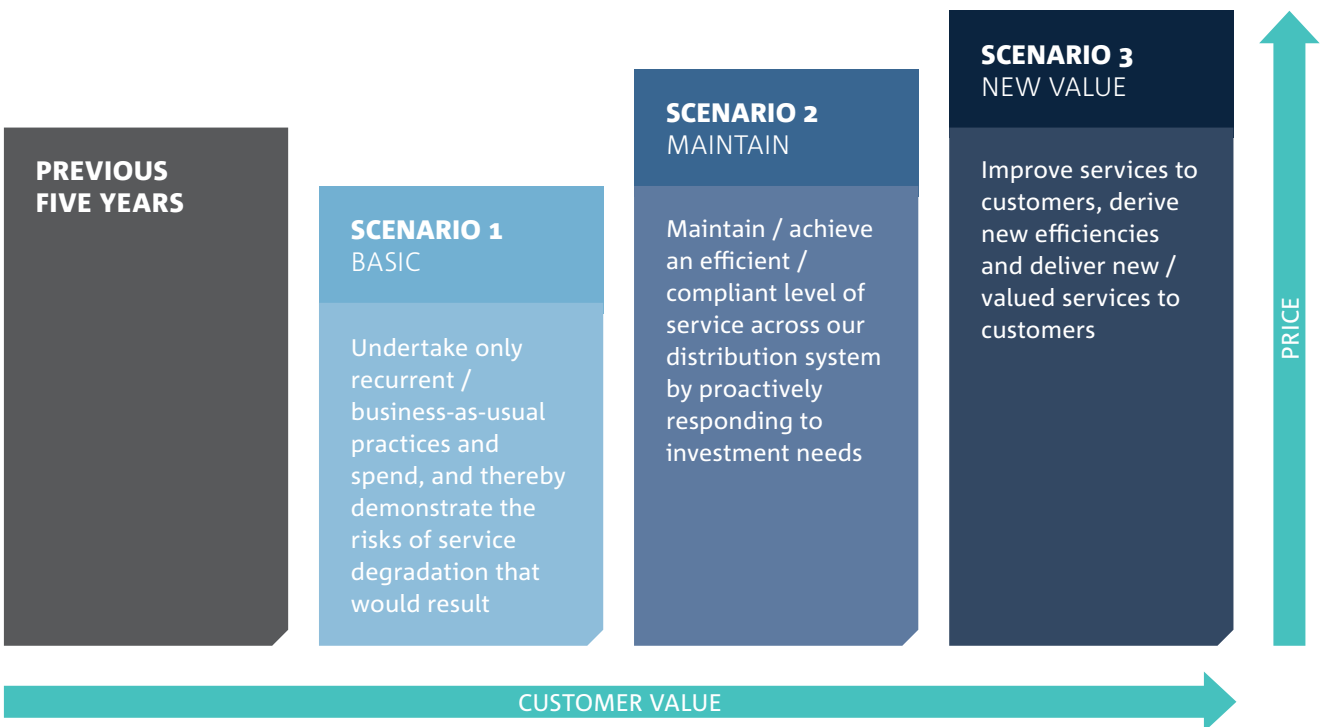 PREVIOUS
FIVE YEARS
SCENARIO 1
BASIC
Undertake only
recurrent /
business-as-usual
practices and
spend, and thereby
demonstrate the
risks of service
degradation that
would result
SCENARIO 2
MAINTAIN
Maintain / achieve
an efficient /
compliant level of
service across our
distribution system
by proactively
responding to
investment needs
SCENARIO 3
NEW VALUE
Improve services to
customers, derive
new efficiencies
and deliver new /
valued services to
customers
PRICE
CUSTOMER VALUE